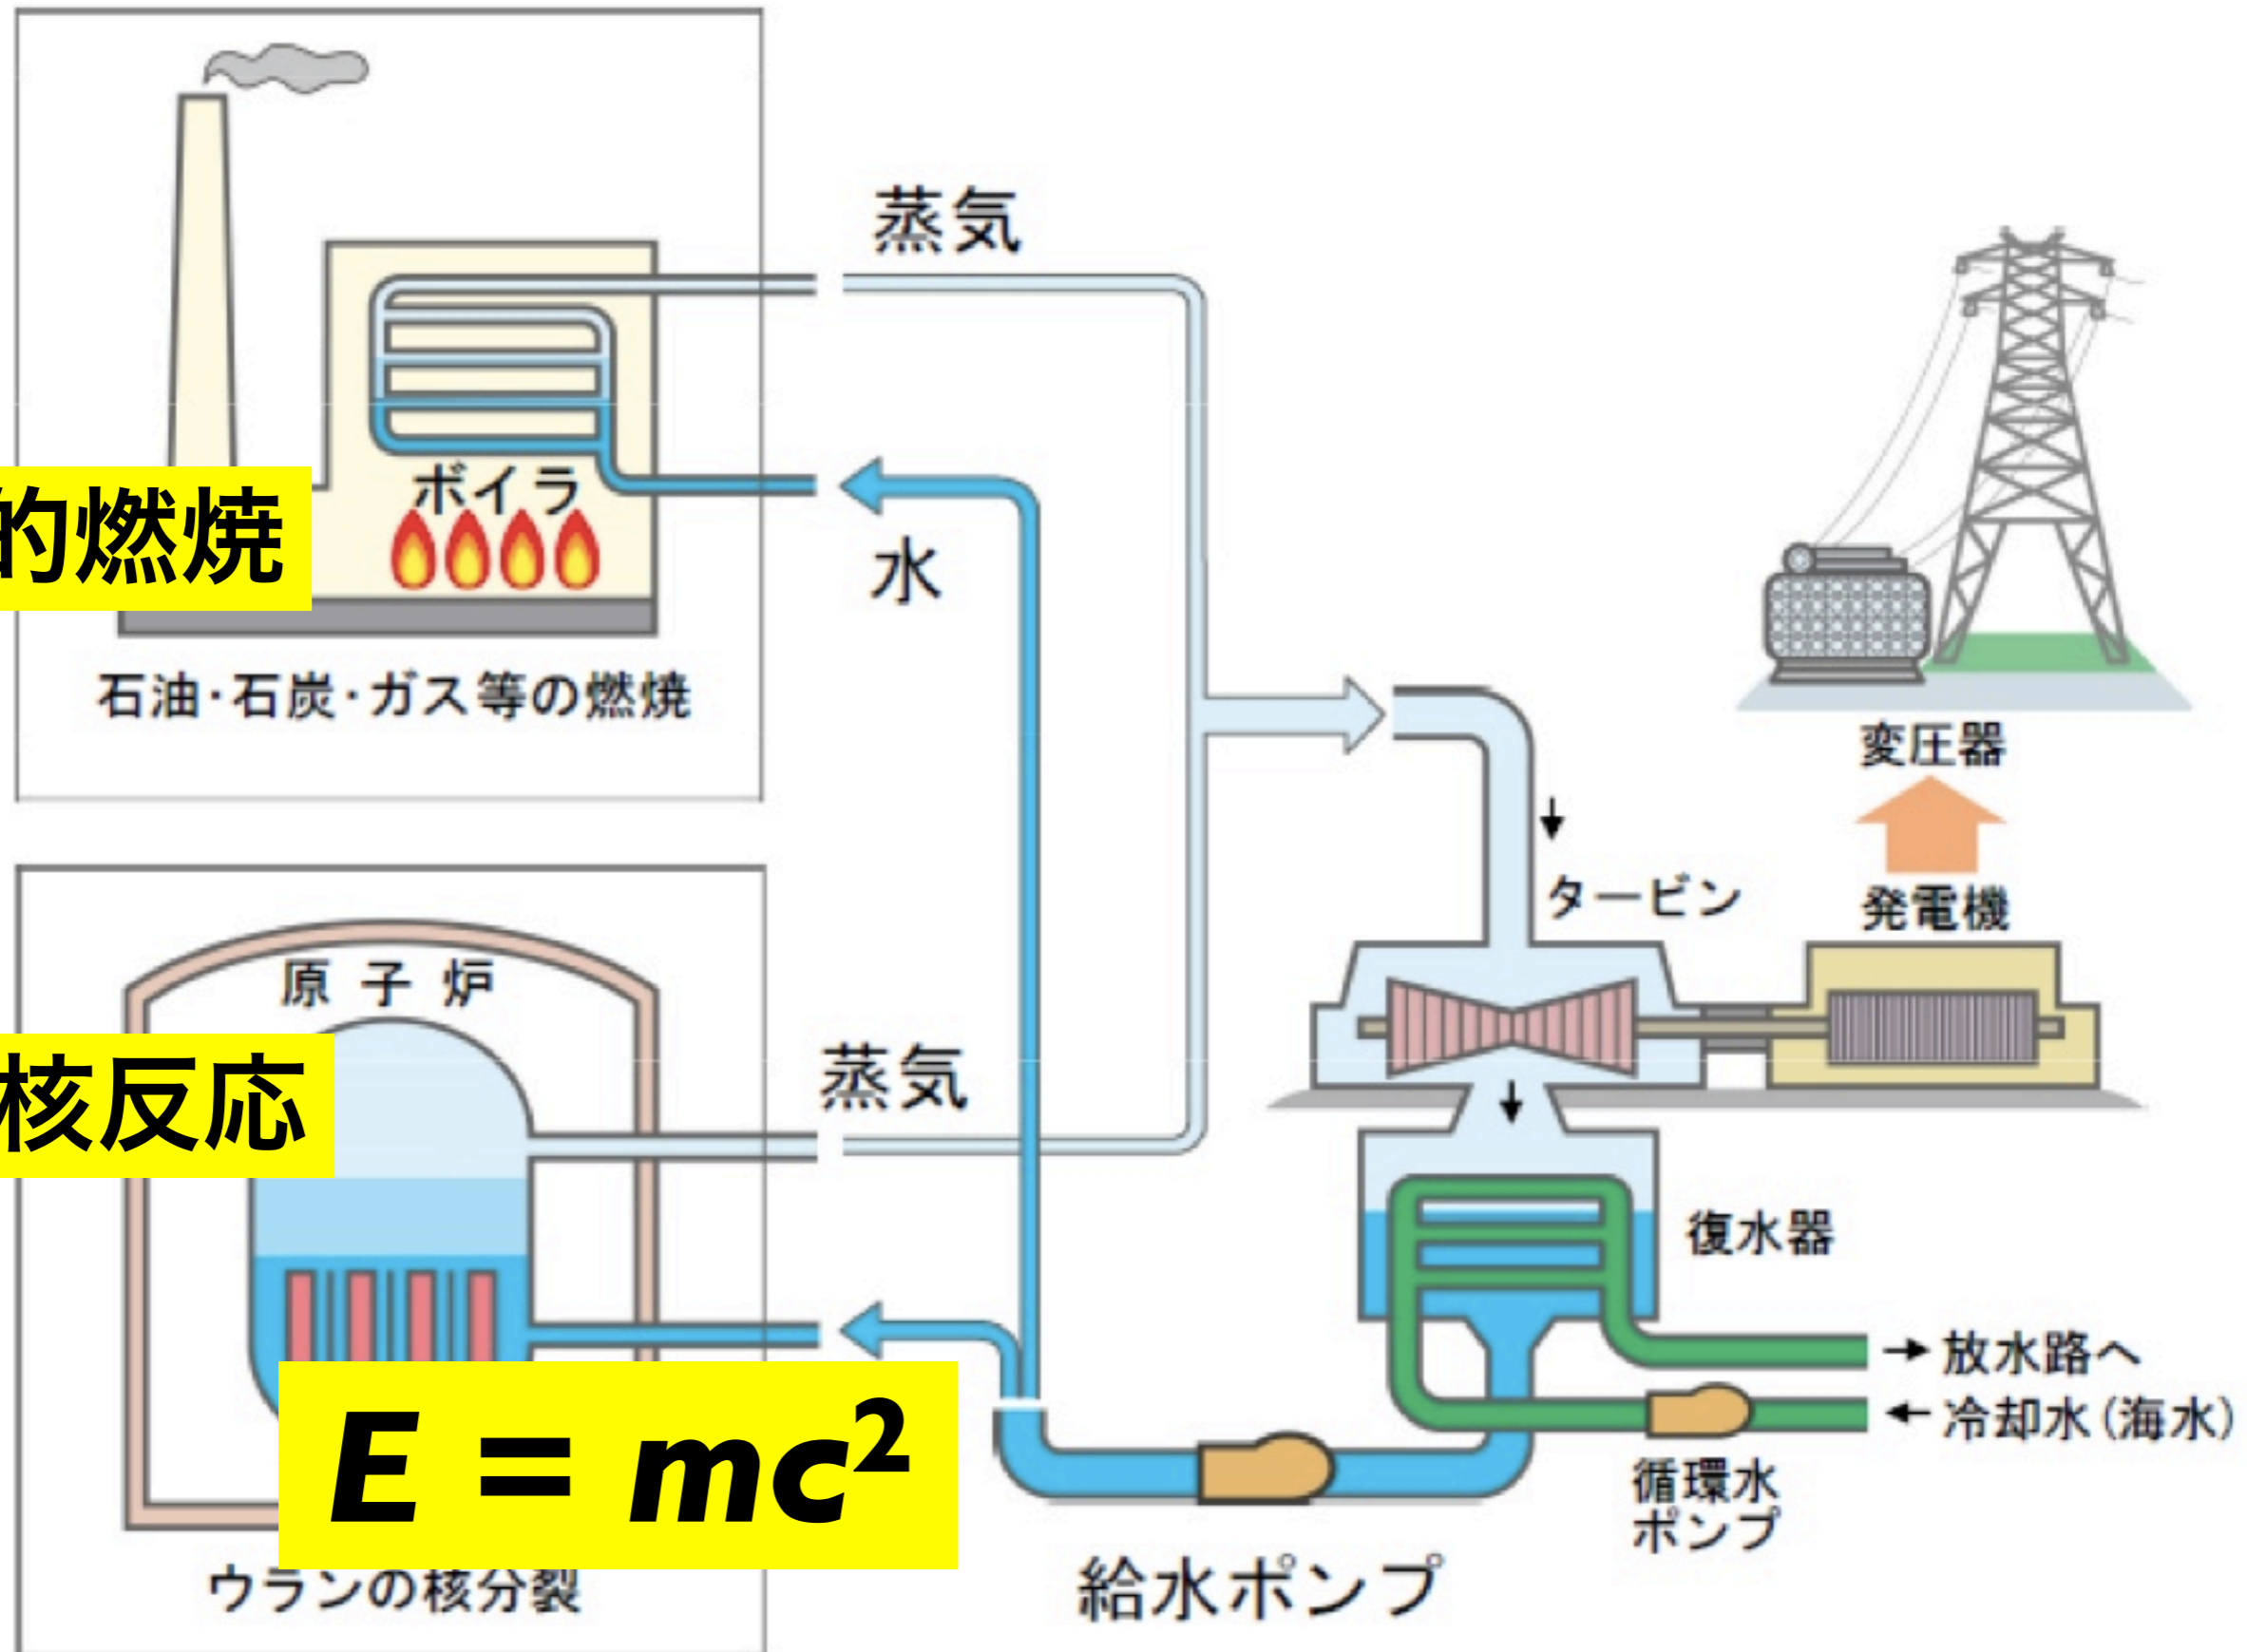 蒸気
ボイラ
的燃焼
水
石油・石炭・ガス等の燃焼
変圧器
タービン
発電機
原子炉
核反応
蒸気
復水器
→ 放水路へ
← 冷却水(海水)
循環水
ポンプ
E = mc²
ウランの核分裂
給水ポンプ